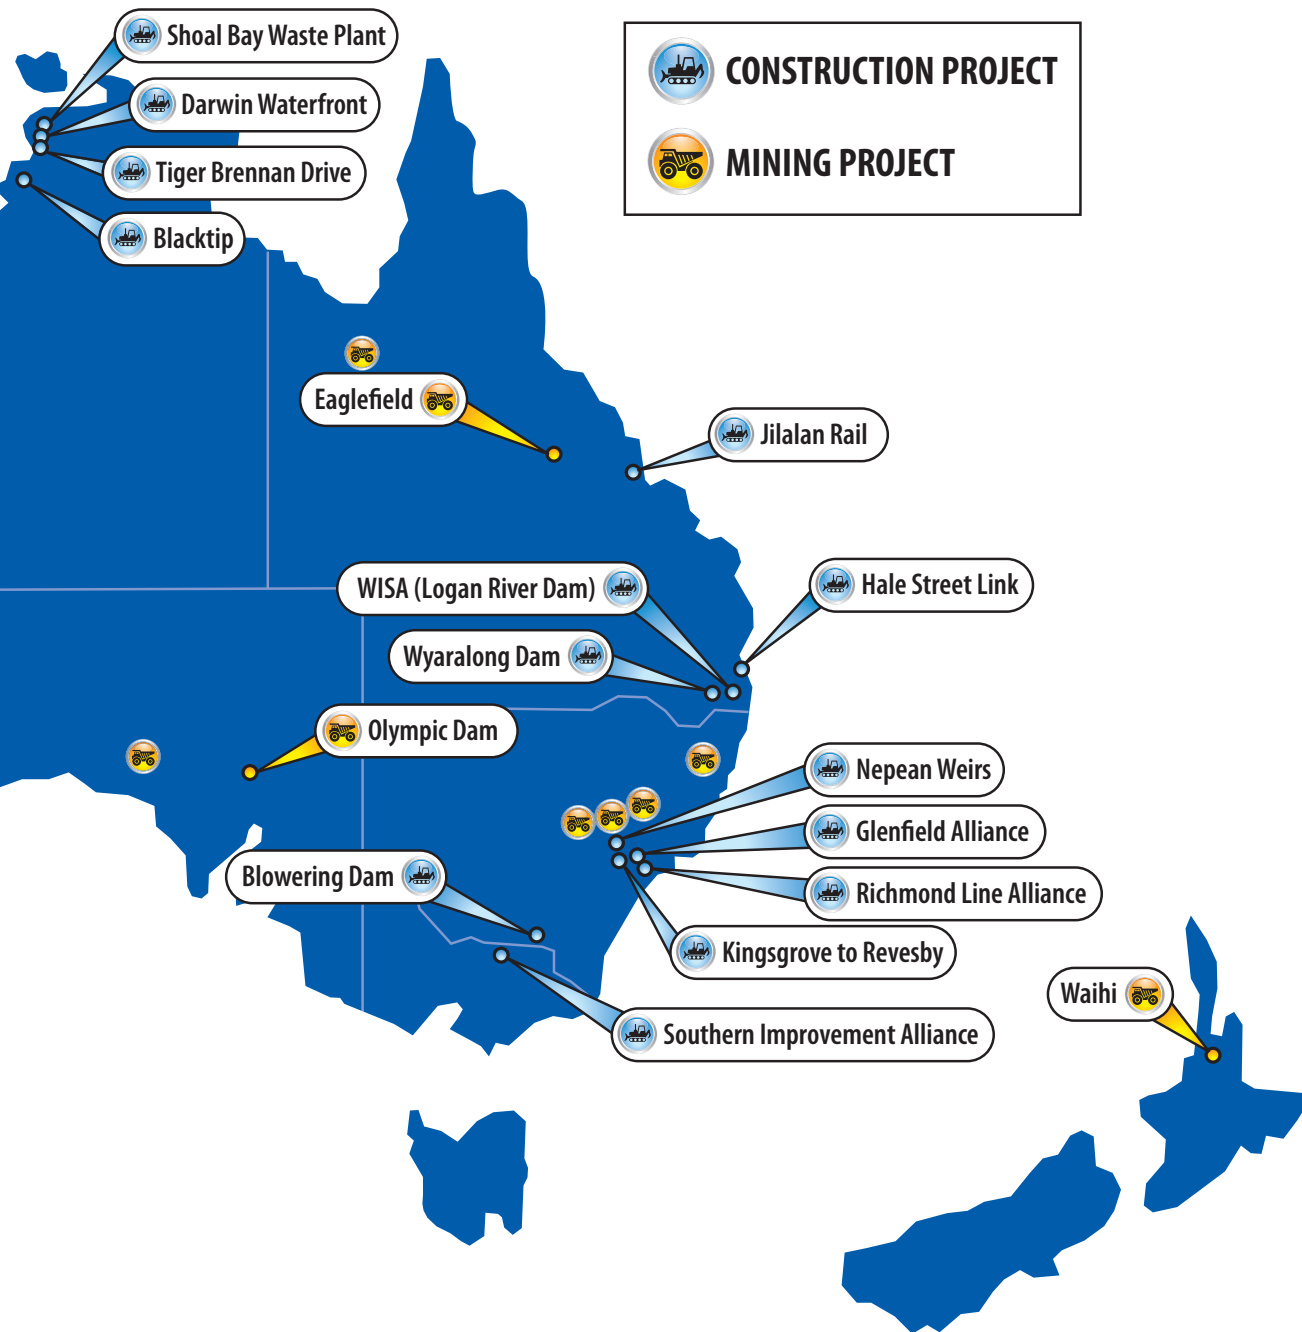 Shoal Bay Waste Plant
CONSTRUCTION PROJECT
Darwin Waterfront
MINING PROJECT
Tiger Brennan Drive
Blacktip
Eaglefield
Jilalan Rail
WISA (Logan River Dam)
Hale Street Link
Wyaralong Dam
Olympic Dam
Nepean Weirs
Glenfield Alliance
Blowering Dam
Richmond Line Alliance
Kingsgrove to Revesby
Waihi
Southern Improvement Alliance